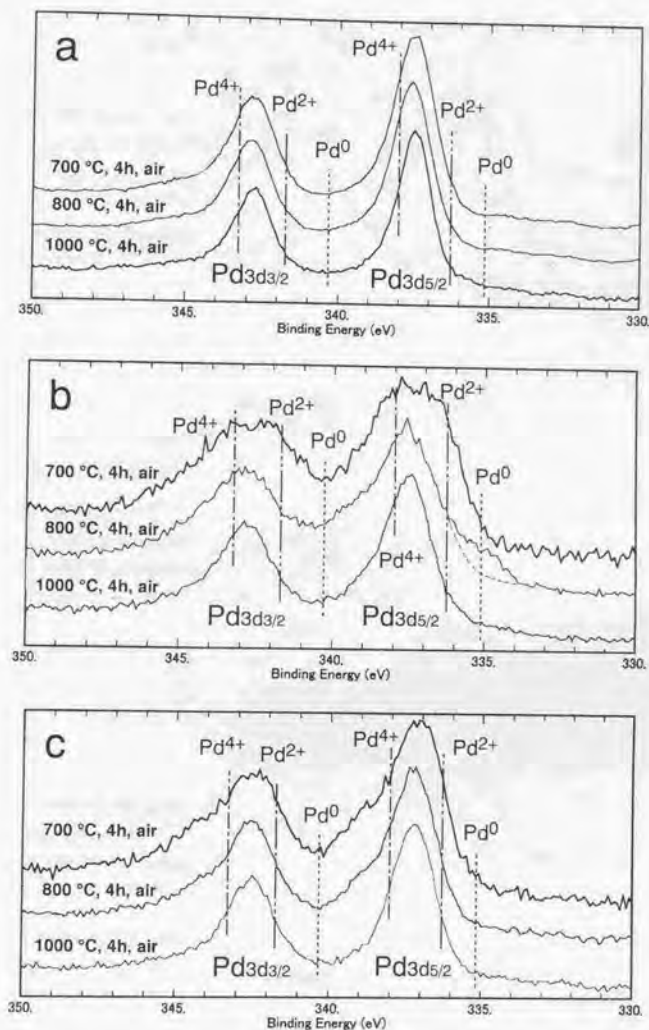 a
Pd4+
Pd4+
Pd2+
Pd2+
Pd0
Pd0
700 °C, 4h, air
800 °C, 4h, air
1000 °C, 4h, air
Pd3d3/2
Pd3d5/2
350. 345. 340. 335. 330.
Binding Energy (eV)
b
Pd2+
Pd4+
Pd2+
Pd0
Pd0
700 °C, 4h, air
800 °C, 4h, air
Pd4+
1000 °C, 4h, air
Pd3d3/2
Pd3d5/2
350. 345. 340. 335. 330.
Binding Energy (eV)
c
Pd4+
Pd4+
Pd2+
Pd2+
Pd0
Pd0
700 °C, 4h, air
800 °C, 4h, air
1000 °C, 4h, air
Pd3d3/2
Pd3d5/2
350. 345. 340. 335. 330.
Binding Energy (eV)